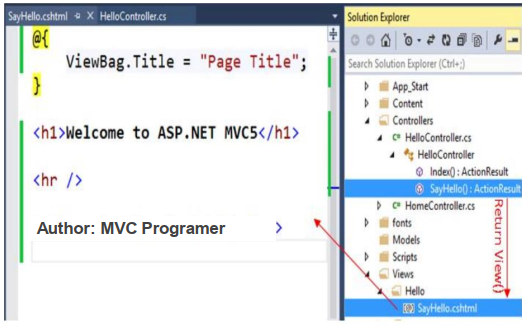 SayHello.cshtml HelloController.cs
@{
ViewBag.Title = "Page Title";
}
<h1>Welcome to ASP.NET MVC5</h1>
<hr />
Author: MVC Programer >
Solution Explorer
Search Solution Explorer (Ctrl+;)
App_Start
Content
Controllers
C# HelloController.cs
HelloController
Index() : ActionResult
SayHello() : ActionResult
C# HomeController.cs
fonts
Models
Scripts
Views
Hello
SayHello.cshtml
Return View()